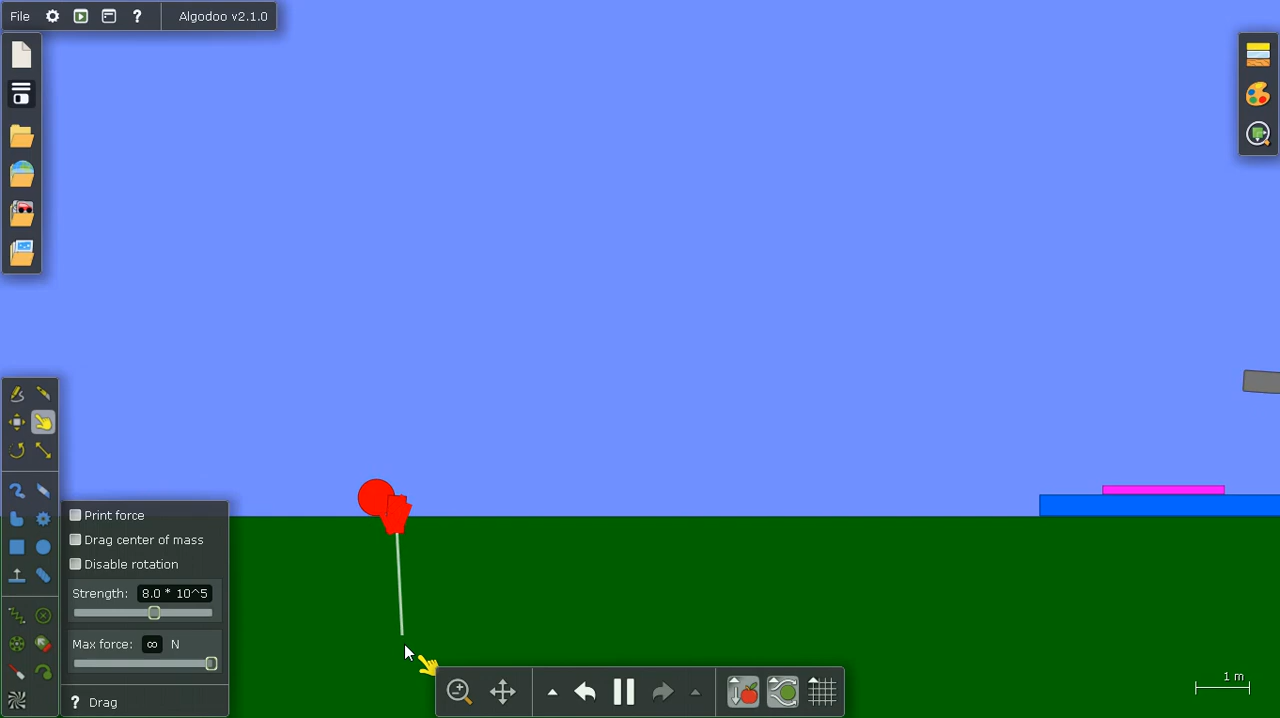 File ? Algodoo v2.1.0
Print force
Drag center of mass
Disable rotation
Strength: 8.0 * 10^5
Max force: ∞ N
? Drag
1 m